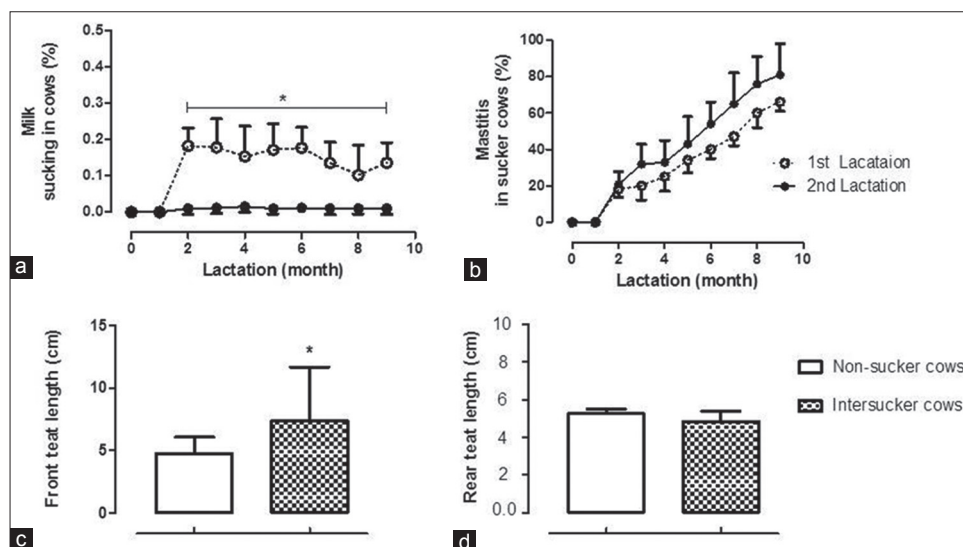 Milk
sucking in cows (%)
0.5
0.4
0.3
0.2
0.1
0.0
*
0 2 4 6 8 10
Lactation (month)
a
Mastitis
in sucker cows (%)
100
80
60
40
20
0
0 2 4 6 8 10
Lactation (month)
b
1st Lacataion
2nd Lactation
Front teat length (cm)
15
10
5
0
*
c
Rear teat length (cm)
10
8
6
4
2
0.0
d
Non-sucker cows
Intersucker cows